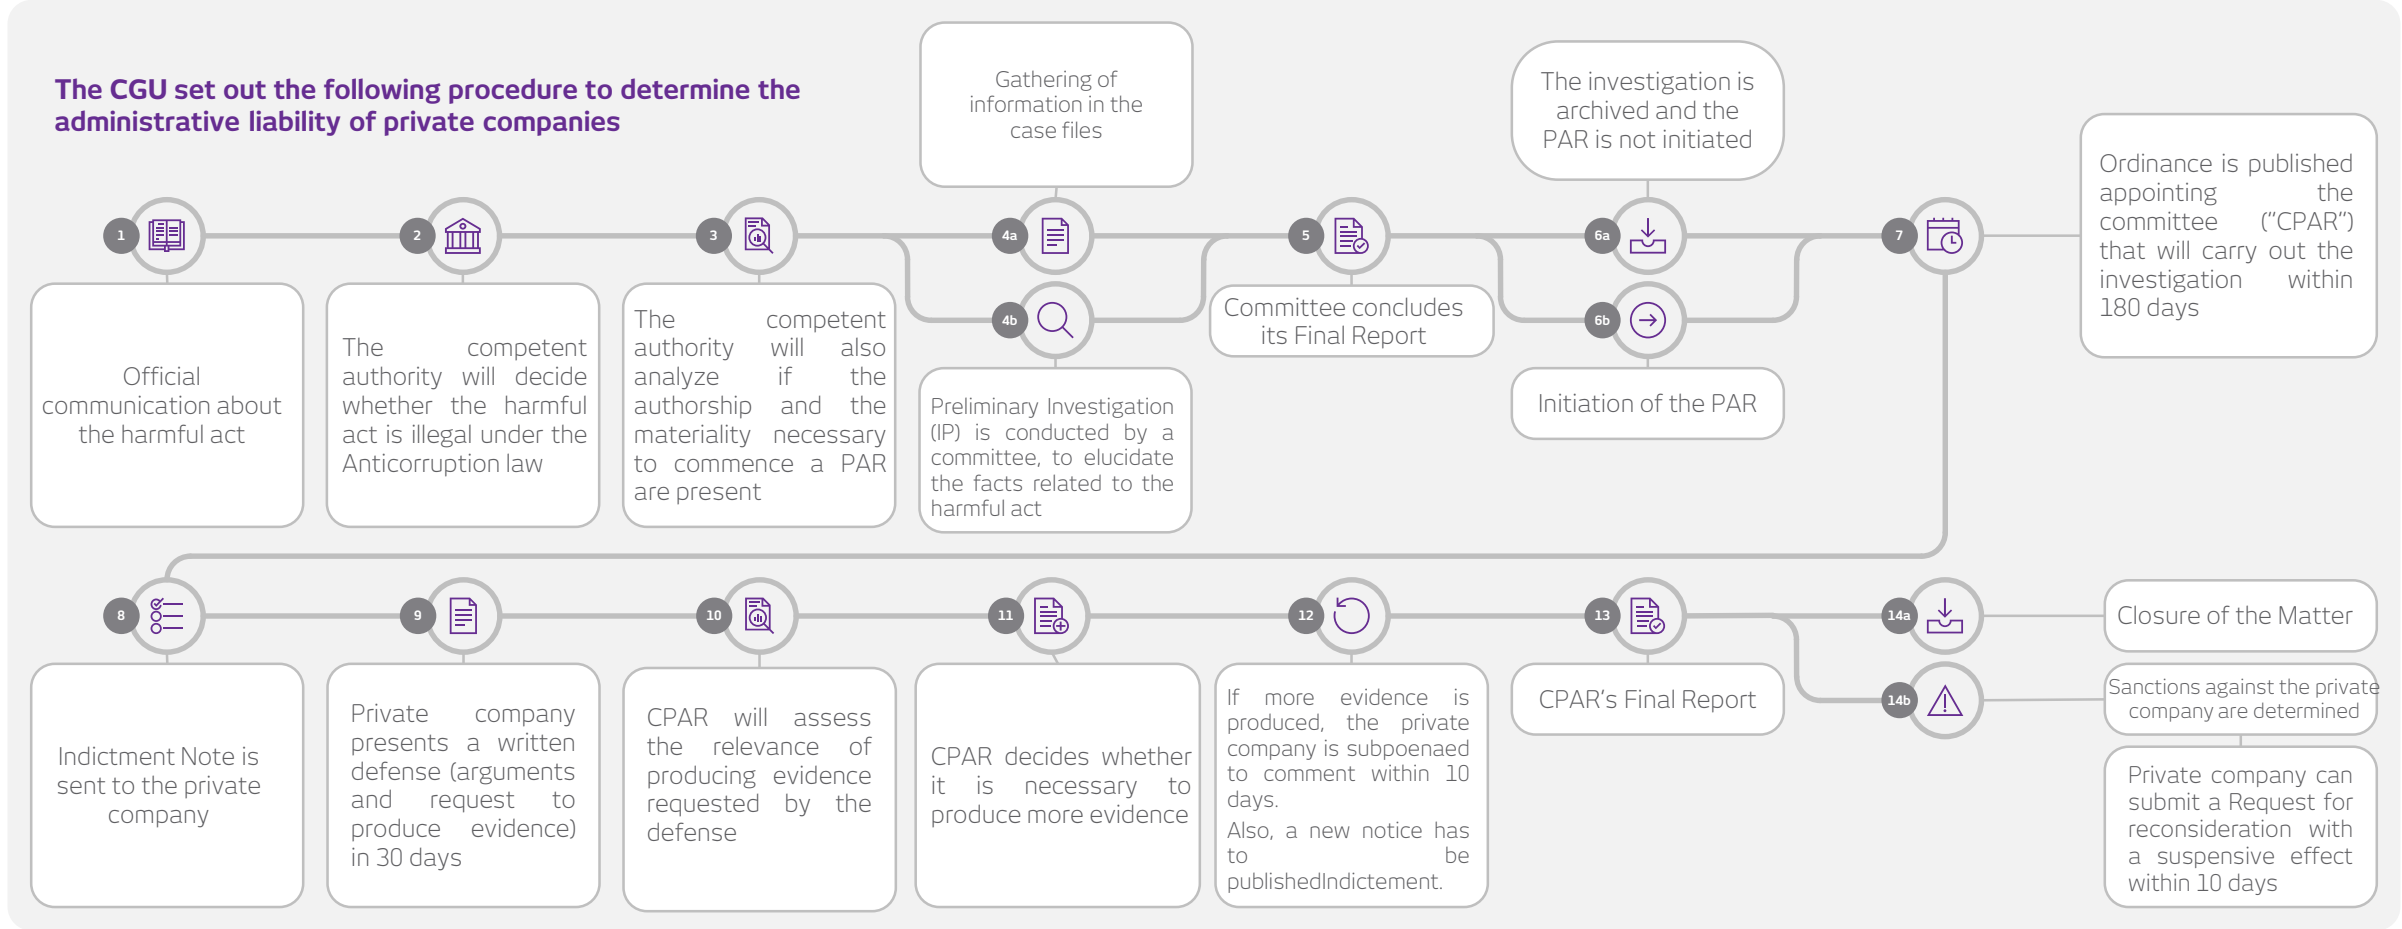 The CGU set out the following procedure to determine the
administrative liability of private companies
1
Official
communication about
the harmful act
2
The competent
authority will decide
whether the harmful
act is illegal under the
Anticorruption law
3
The competent
authority will also
analyze if the
authorship and the
materiality necessary
to commence a PAR
are present
4a
Gathering of
information in the
case files
4b
Preliminary Investigation
(IP) is conducted by a
committee, to elucidate
the facts related to the
harmful act
5
Committee concludes
its Final Report
6a
The investigation is
archived and the
PAR is not initiated
6b
Initiation of the PAR
7
Ordinance is published
appointing the
committee ("CPAR")
that will carry out the
investigation within
180 days
8
Indictment Note is
sent to the private
company
9
Private company
presents a written
defense (arguments
and request to
produce evidence)
in 30 days
10
CPAR will assess
the relevance of
producing evidence
requested by the
defense
11
CPAR decides whether
it is necessary to
produce more evidence
12
If more evidence is
produced, the private
company is subpoenaed
to comment within 10
days.
Also, a new notice has
to be
publishedIndictement.
13
CPAR's Final Report
14a
Closure of the Matter
14b
Sanctions against the private
company are determined
Private company can
submit a Request for
reconsideration with
a suspensive effect
within 10 days